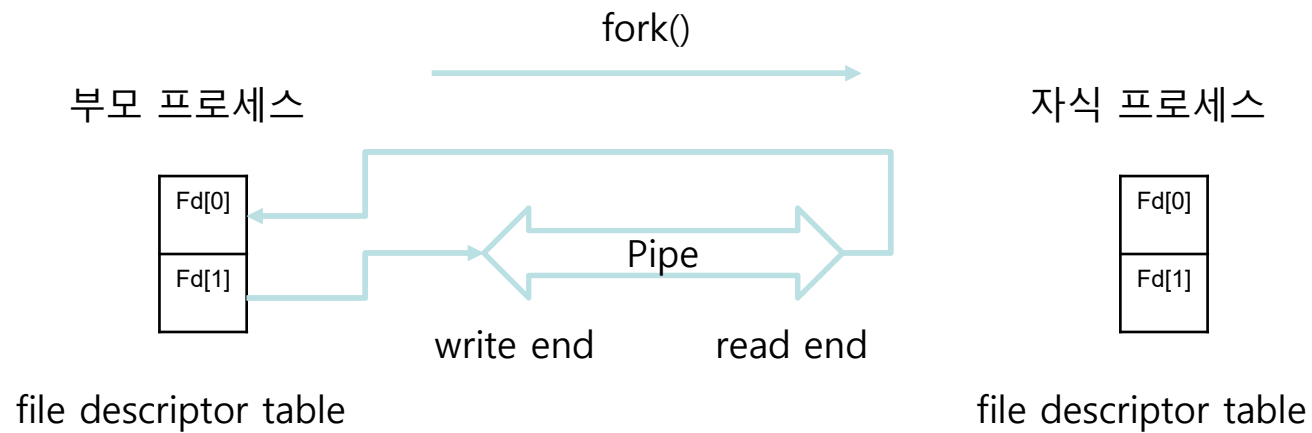 fork()
부모 프로세스
자식 프로세스
Fd[0]
Fd[1]
Pipe
Fd[0]
Fd[1]
write end
read end
file descriptor table
file descriptor table